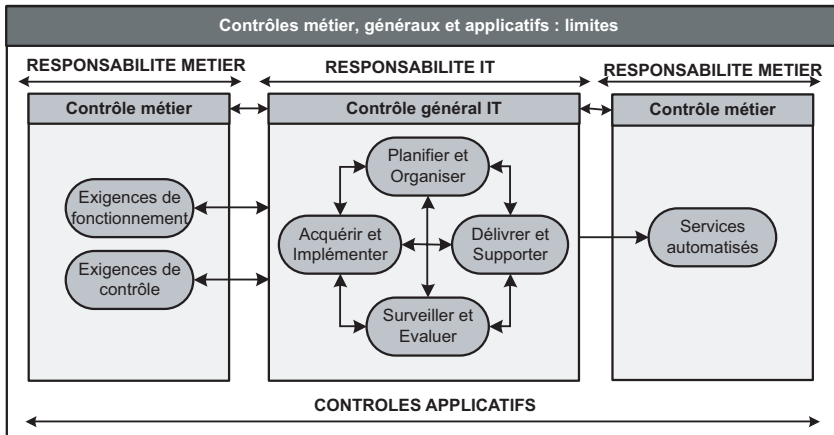 Contrôles métier, généraux et applicatifs : limites
RESPONSABILITE METIER
RESPONSABILITE IT
RESPONSABILITE METIER
Contrôle métier
Contrôle général IT
Contrôle métier
Planifier et
Organiser
Exigences de
fonctionnement
Acquérir et
Implémenter
Délivrer et
Supporter
Services
automatisés
Exigences de
contrôle
Surveiller et
Evaluer
CONTROLES APPLICATIFS